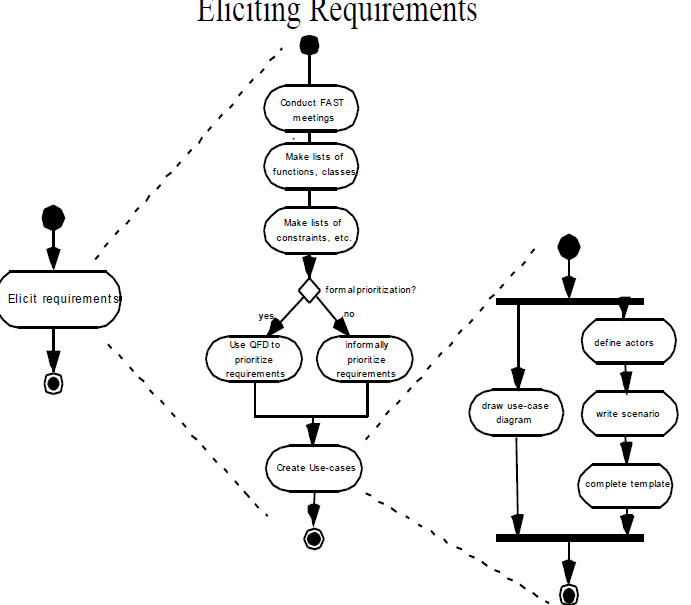 Eliciting Requirements
Conduct FAST
meetings
Make lists of
functions, classes
Make lists of
constraints, etc.
Elicit requirements
formal prioritization?
yes
no
Use QFD to
prioritize
requirements
informally
prioritize
requirements
Create Use-cases
define actors
draw use-case
diagram
write scenario
complete template